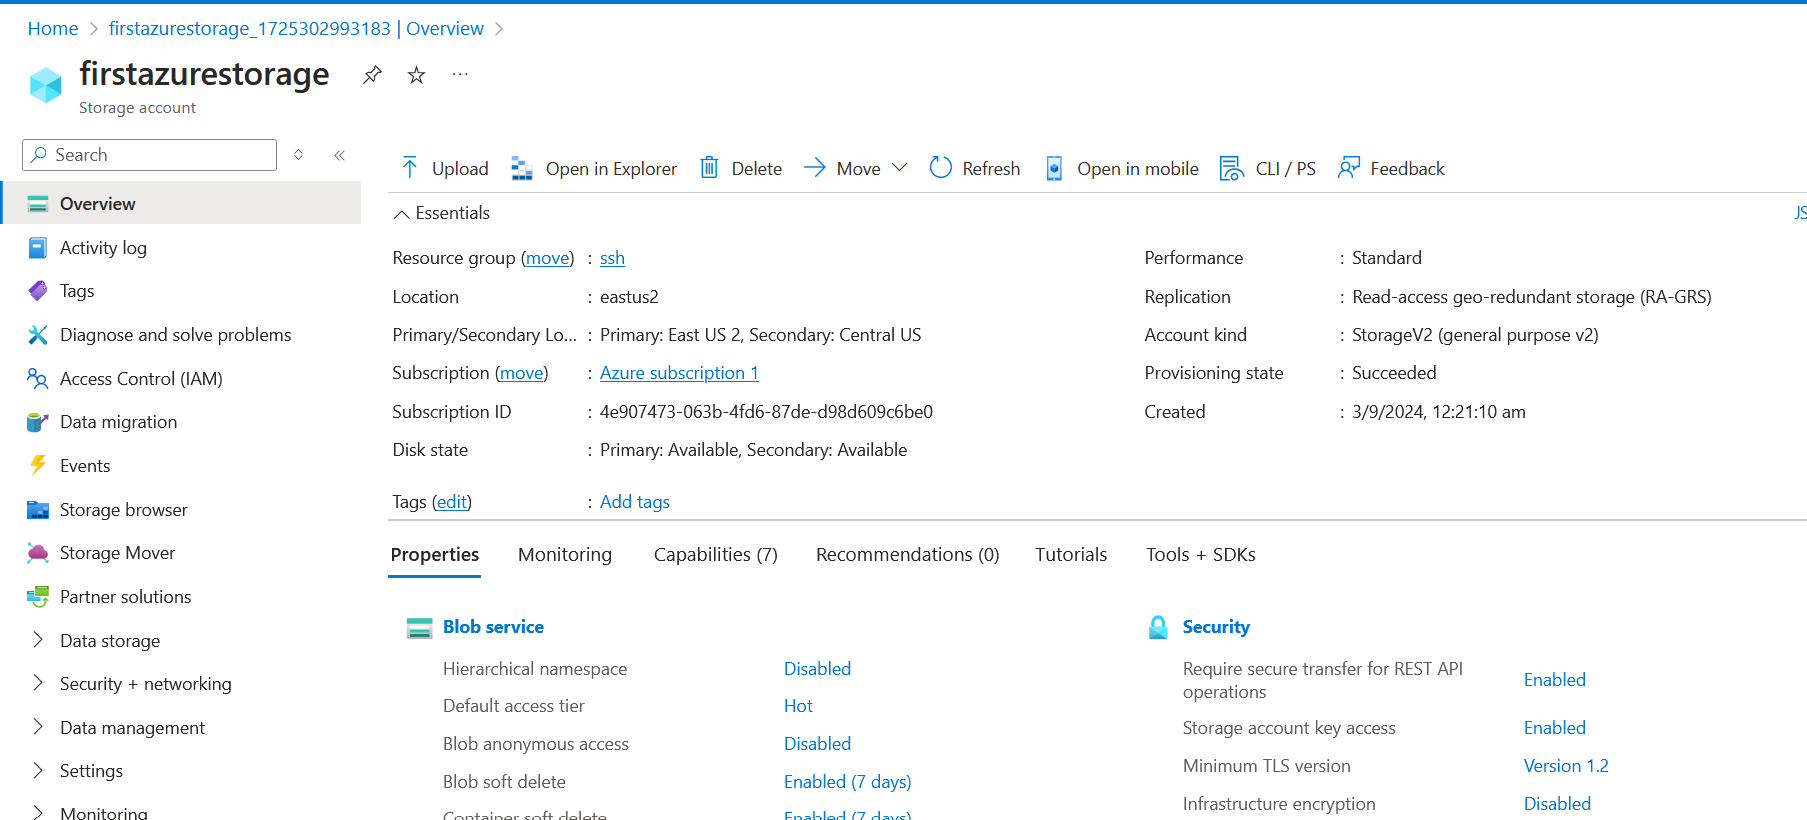 Home > firstazurestorage_1725302993183 | Overview >
firstazurestorage
Storage account
Search
Overview
Activity log
Tags
Diagnose and solve problems
Access Control (IAM)
Data migration
Events
Storage browser
Storage Mover
Partner solutions
Data storage
Security + networking
Data management
Settings
Monitoring
Upload Open in Explorer Delete Move Refresh Open in mobile CLI / PS Feedback
Essentials
JS
Resource group (move) : ssh
Location : eastus2
Primary/Secondary Lo... : Primary: East US 2, Secondary: Central US
Subscription (move) : Azure subscription 1
Subscription ID : 4e907473-063b-4fd6-87de-d98d609c6be0
Disk state : Primary: Available, Secondary: Available
Tags (edit) : Add tags
Performance : Standard
Replication : Read-access geo-redundant storage (RA-GRS)
Account kind : StorageV2 (general purpose v2)
Provisioning state : Succeeded
Created : 3/9/2024, 12:21:10 am
Properties Monitoring Capabilities (7) Recommendations (0) Tutorials Tools + SDKs
Blob service
Hierarchical namespace Disabled
Default access tier Hot
Blob anonymous access Disabled
Blob soft delete Enabled (7 days)
Container soft delete Enabled (7 days)
Security
Require secure transfer for REST API
operations Enabled
Storage account key access Enabled
Minimum TLS version Version 1.2
Infrastructure encryption Disabled